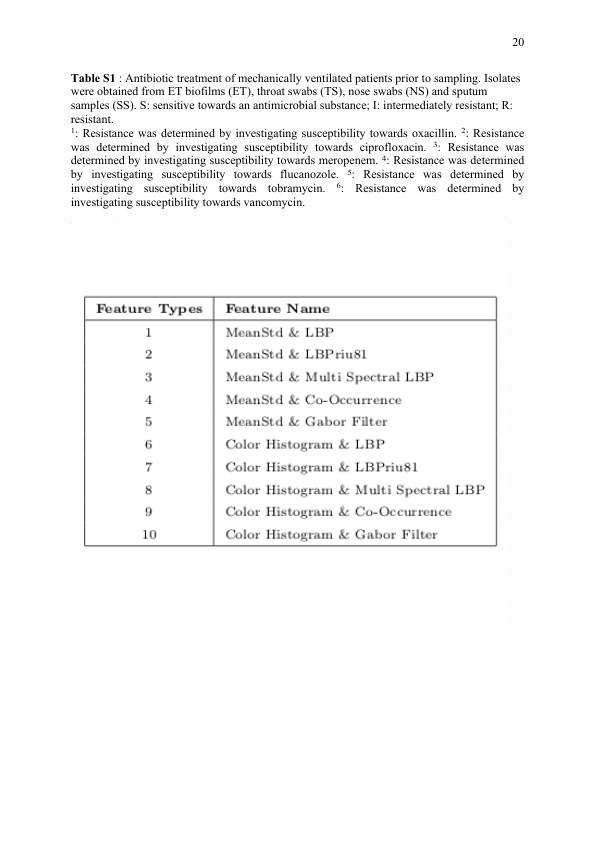 20
Table S1 : Antibiotic treatment of mechanically ventilated patients prior to sampling. Isolates
were obtained from ET biofilms (ET), throat swabs (TS), nose swabs (NS) and sputum
samples (SS). S: sensitive towards an antimicrobial substance; I: intermediately resistant; R:
resistant.
¹: Resistance was determined by investigating susceptibility towards oxacillin. ²: Resistance
was determined by investigating susceptibility towards ciprofloxacin. ³: Resistance was
determined by investigating susceptibility towards meropenem. ⁴: Resistance was determined
by investigating susceptibility towards flucanozole. ⁵: Resistance was determined by
investigating susceptibility towards tobramycin. ⁶: Resistance was determined by
investigating susceptibility towards vancomycin.
Feature Types Feature Name
1 MeanStd & LBP
2 MeanStd & LBPriu81
3 MeanStd & Multi Spectral LBP
4 MeanStd & Co-Occurrence
5 MeanStd & Gabor Filter
6 Color Histogram & LBP
7 Color Histogram & LBPriu81
8 Color Histogram & Multi Spectral LBP
9 Color Histogram & Co-Occurrence
10 Color Histogram & Gabor Filter